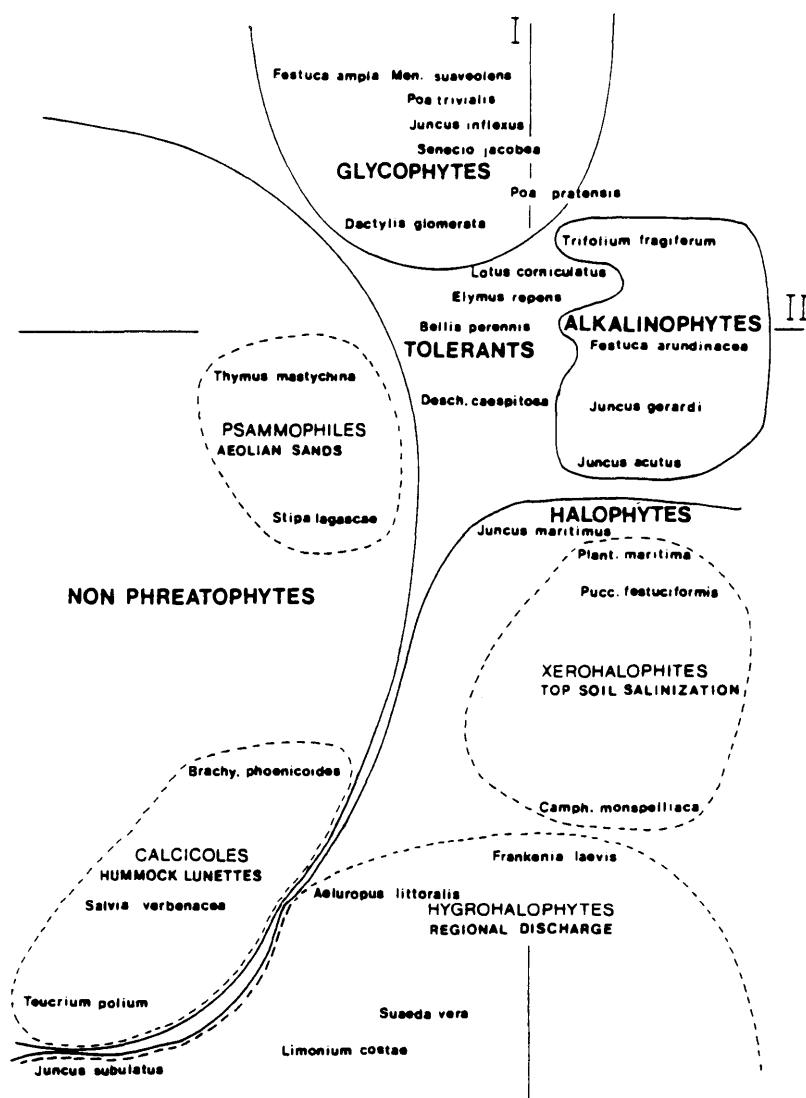 I
Festuca ampla Men. suaveolens
Poa trivialis
Juncus inflexus
Senecio jacobea
GLYCOPHYTES
Poa pratensis
Dactylis glomerata
Trifolium fragiferum
Lotus corniculatus
Elymus repens
II
Bellis perennis
ALKALINOPHYTES
TOLERANTS
Festuca arundinacea
Thymus mastychina
Desch. caespitosa
Juncus gerardi
PSAMMOPHILES
AEOLIAN SANDS
Juncus acutus
Stipa lagascae
HALOPHYTES
Juncus maritimus
Plant. maritima
NON PHREATOPHYTES
Pucc. festuciformis
XEROHALOPHITES
TOP SOIL SALINIZATION
Brachy. phoenicoides
Camph. monspelliaca
CALCICOLES
HUMMOCK LUNETTES
Frankenia laevis
Salvia verbenacea
Aeluropus littoralis
HYGROHALOPHYTES
REGIONAL DISCHARGE
Teucrium polium
Suaeda vera
Limonium costae
Juncus subulatus